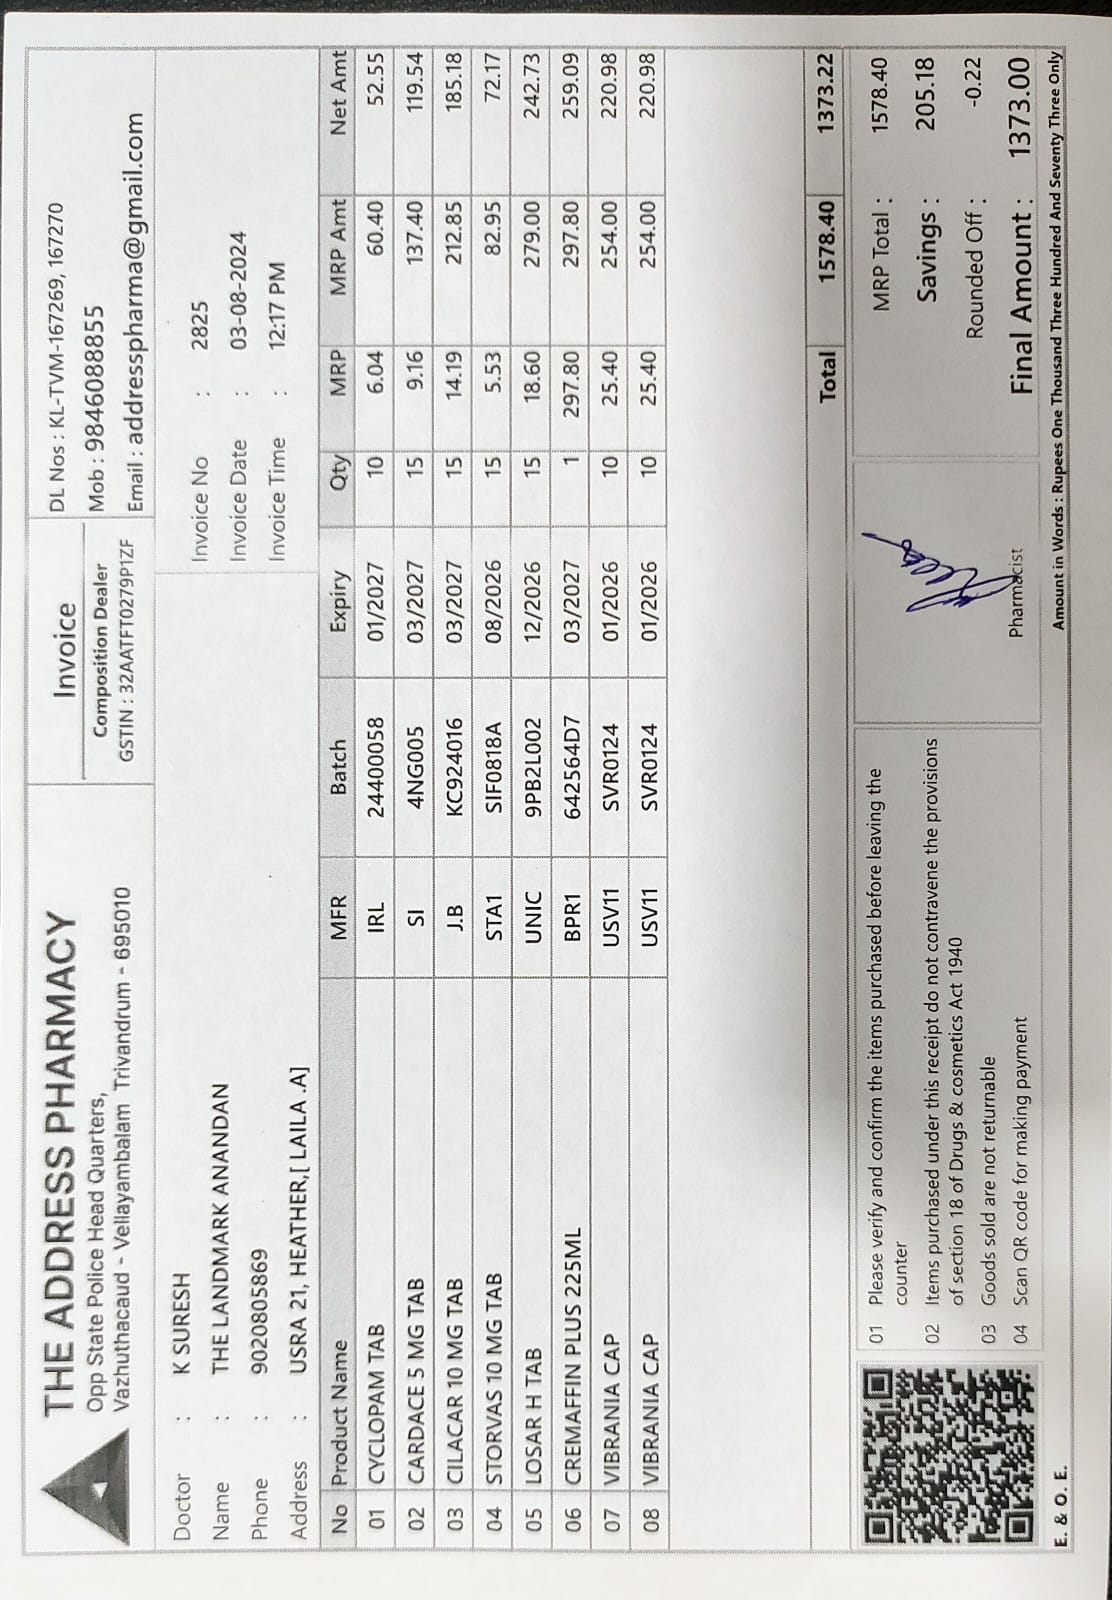 THE ADDRESS PHARMACY
Opp State Police Head Quarters,
Vazhuthacaud - Vellayambalam Trivandrum - 695010
Invoice
Composition Dealer
GSTIN : 32AATFT0279P1ZF
DL Nos : KL-TVM-167269, 167270
Mob : 9846088855
Email : addresspharma@gmail.com
Doctor : K SURESH
Name : THE LANDMARK ANANDAN
Phone : 9020805869
Address : USRA 21, HEATHER,[ LAILA .A]
Invoice No : 2825
Invoice Date : 03-08-2024
Invoice Time : 12:17 PM
No Product Name MFR Batch Expiry Qty MRP MRP Amt Net Amt
01 CYCLOPAM TAB IRL 24400058 01/2027 10 6.04 60.40 52.55
02 CARDACE 5 MG TAB SI 4NG005 03/2027 15 9.16 137.40 119.54
03 CILACAR 10 MG TAB J.B KC924016 03/2027 15 14.19 212.85 185.18
04 STORVAS 10 MG TAB STA1 SIF0818A 08/2026 15 5.53 82.95 72.17
05 LOSAR H TAB UNIC 9PB2L002 12/2026 15 18.60 279.00 242.73
06 CREMAFFIN PLUS 225ML BPR1 642564D7 03/2027 1 297.80 297.80 259.09
07 VIBRANIA CAP USV11 SVR0124 01/2026 10 25.40 254.00 220.98
08 VIBRANIA CAP USV11 SVR0124 01/2026 10 25.40 254.00 220.98
Total 1578.40 1373.22
01 Please verify and confirm the items purchased before leaving the
counter
02 Items purchased under this receipt do not contravene the provisions
of section 18 of Drugs & cosmetics Act 1940
03 Goods sold are not returnable
04 Scan QR code for making payment
Pharmacist
MRP Total : 1578.40
Savings : 205.18
Rounded Off : -0.22
Final Amount : 1373.00
E. & O. E.
Amount in Words : Rupees One Thousand Three Hundred And Seventy Three Only